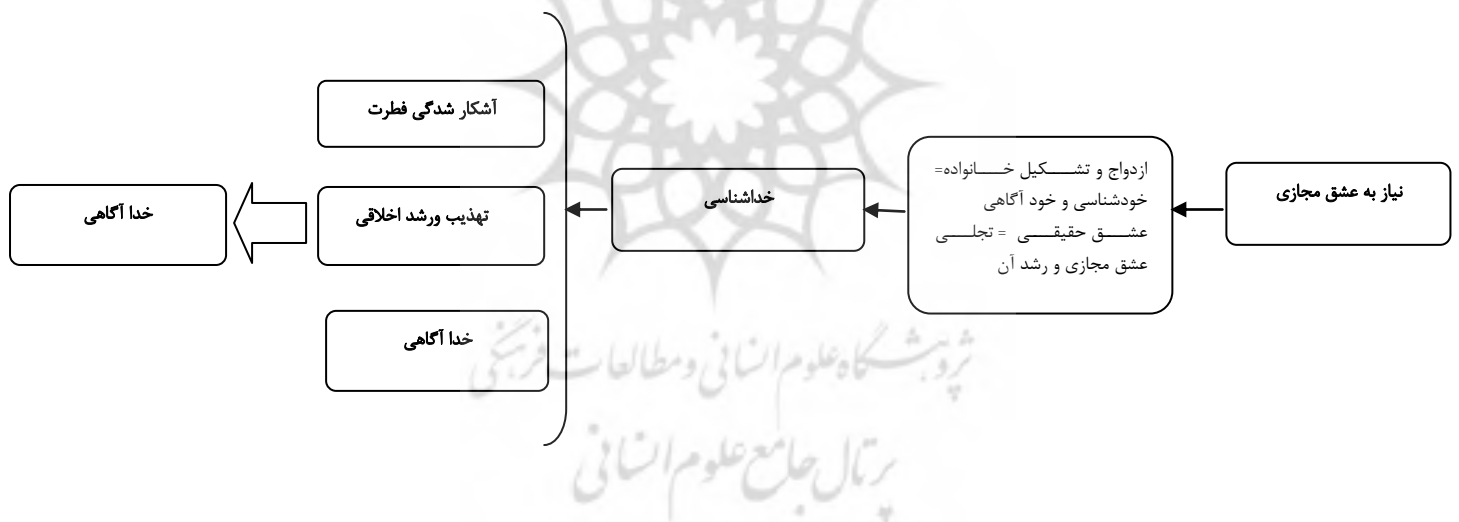 نیاز به عشق مجازی
ازدواج و تشکیل خانواده=
خودشناسی و خود آگاهی
عشق حقیقی = تجلی
عشق مجازی و رشد آن
خداشناسی
آشکار شدگی فطرت
تهذیب ورشد اخلاقی
خدا آگاهی
خدا آگاهی
پژوهشگاه علوم انسانی و مطالعات فرهنگی
پرتال جامع علوم انسانی